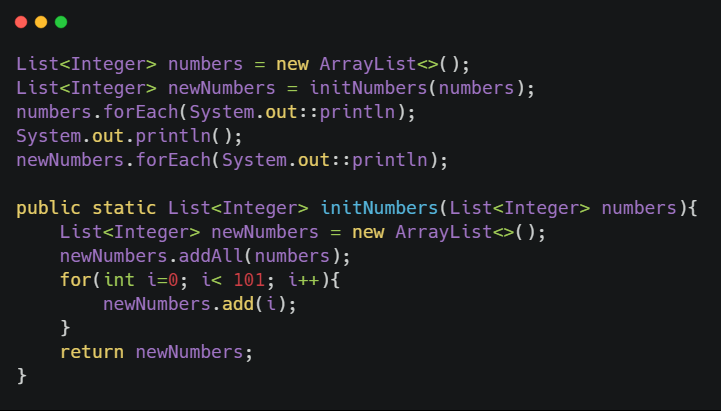 List<Integer> numbers = new ArrayList<>();
List<Integer> newNumbers = initNumbers(numbers);
numbers.forEach(System.out::println);
System.out.println();
newNumbers.forEach(System.out::println);

public static List<Integer> initNumbers(List<Integer> numbers){
    List<Integer> newNumbers = new ArrayList<>();
    newNumbers.addAll(numbers);
    for(int i=0; i< 101; i++){
        newNumbers.add(i);
    }
    return newNumbers;
}